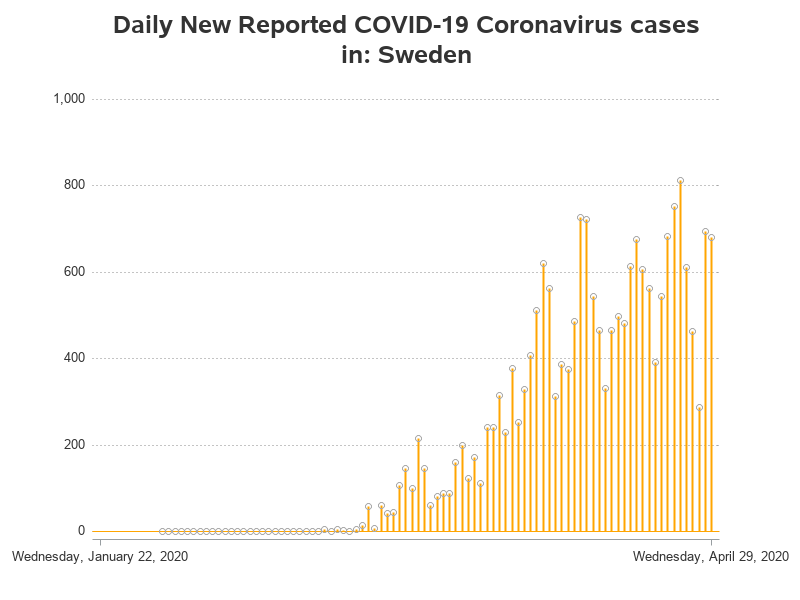 Daily New Reported COVID-19 Coronavirus cases
in: Sweden
1,000
800
600
400
200
0
Wednesday, January 22, 2020
Wednesday, April 29, 2020